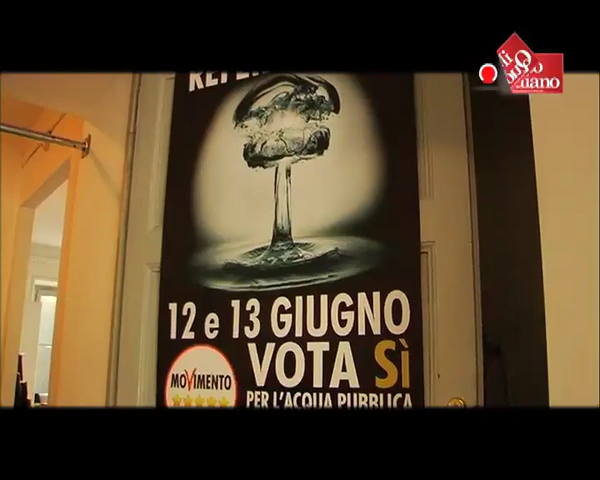 12 e 13 GIUGNO
VOTA SÌ
MOVIMENTO
PER L'ACQUA PUBBLICA